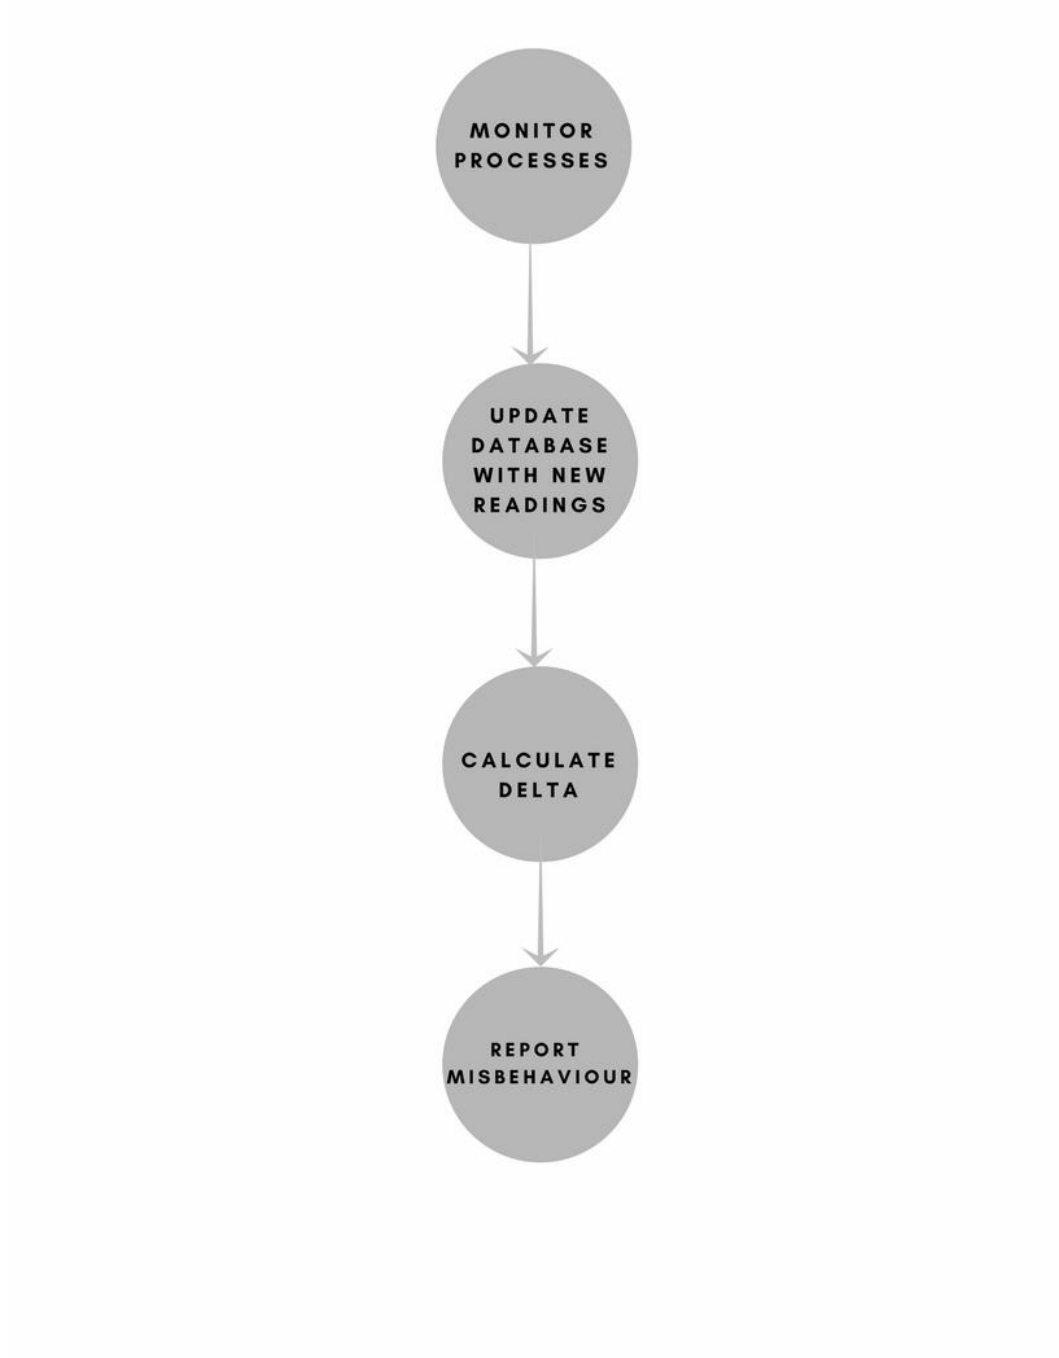 MONITOR
PROCESSES
UPDATE
DATABASE
WITH NEW
READINGS
CALCULATE
DELTA
REPORT
MISBEHAVIOUR